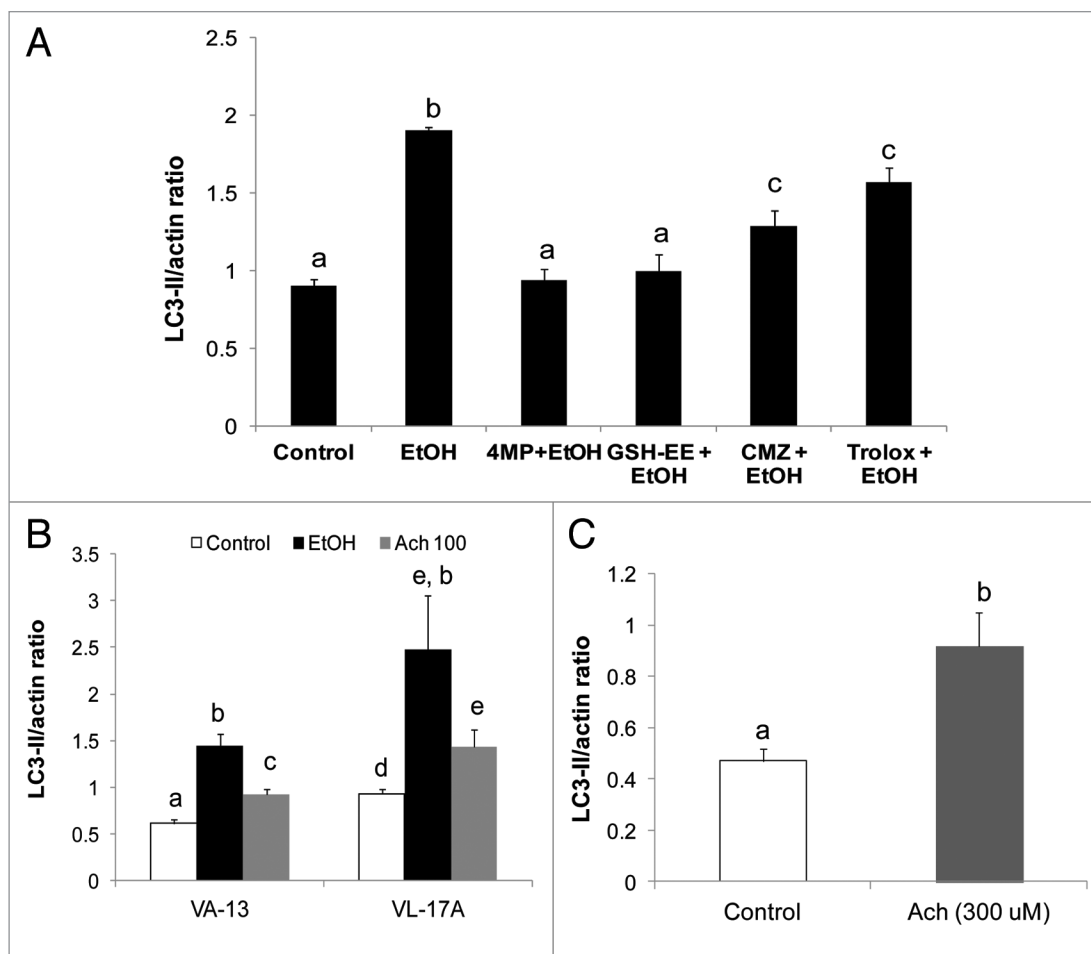 A
LC3-II/actin ratio
2.5
2
1.5
1
0.5
0
a
b
a
a
c
c
Control
EtOH
4MP+EtOH
GSH-EE +
EtOH
CMZ +
EtOH
Trolox +
EtOH
B
Control
EtOH
Ach 100
LC3-II/actin ratio
3.5
3
2.5
2
1.5
1
0.5
0
a
b
c
d
e, b
e
VA-13
VL-17A
C
LC3-II/actin ratio
1.2
1
0.8
0.6
0.4
0.2
0
a
b
Control
Ach (300 uM)